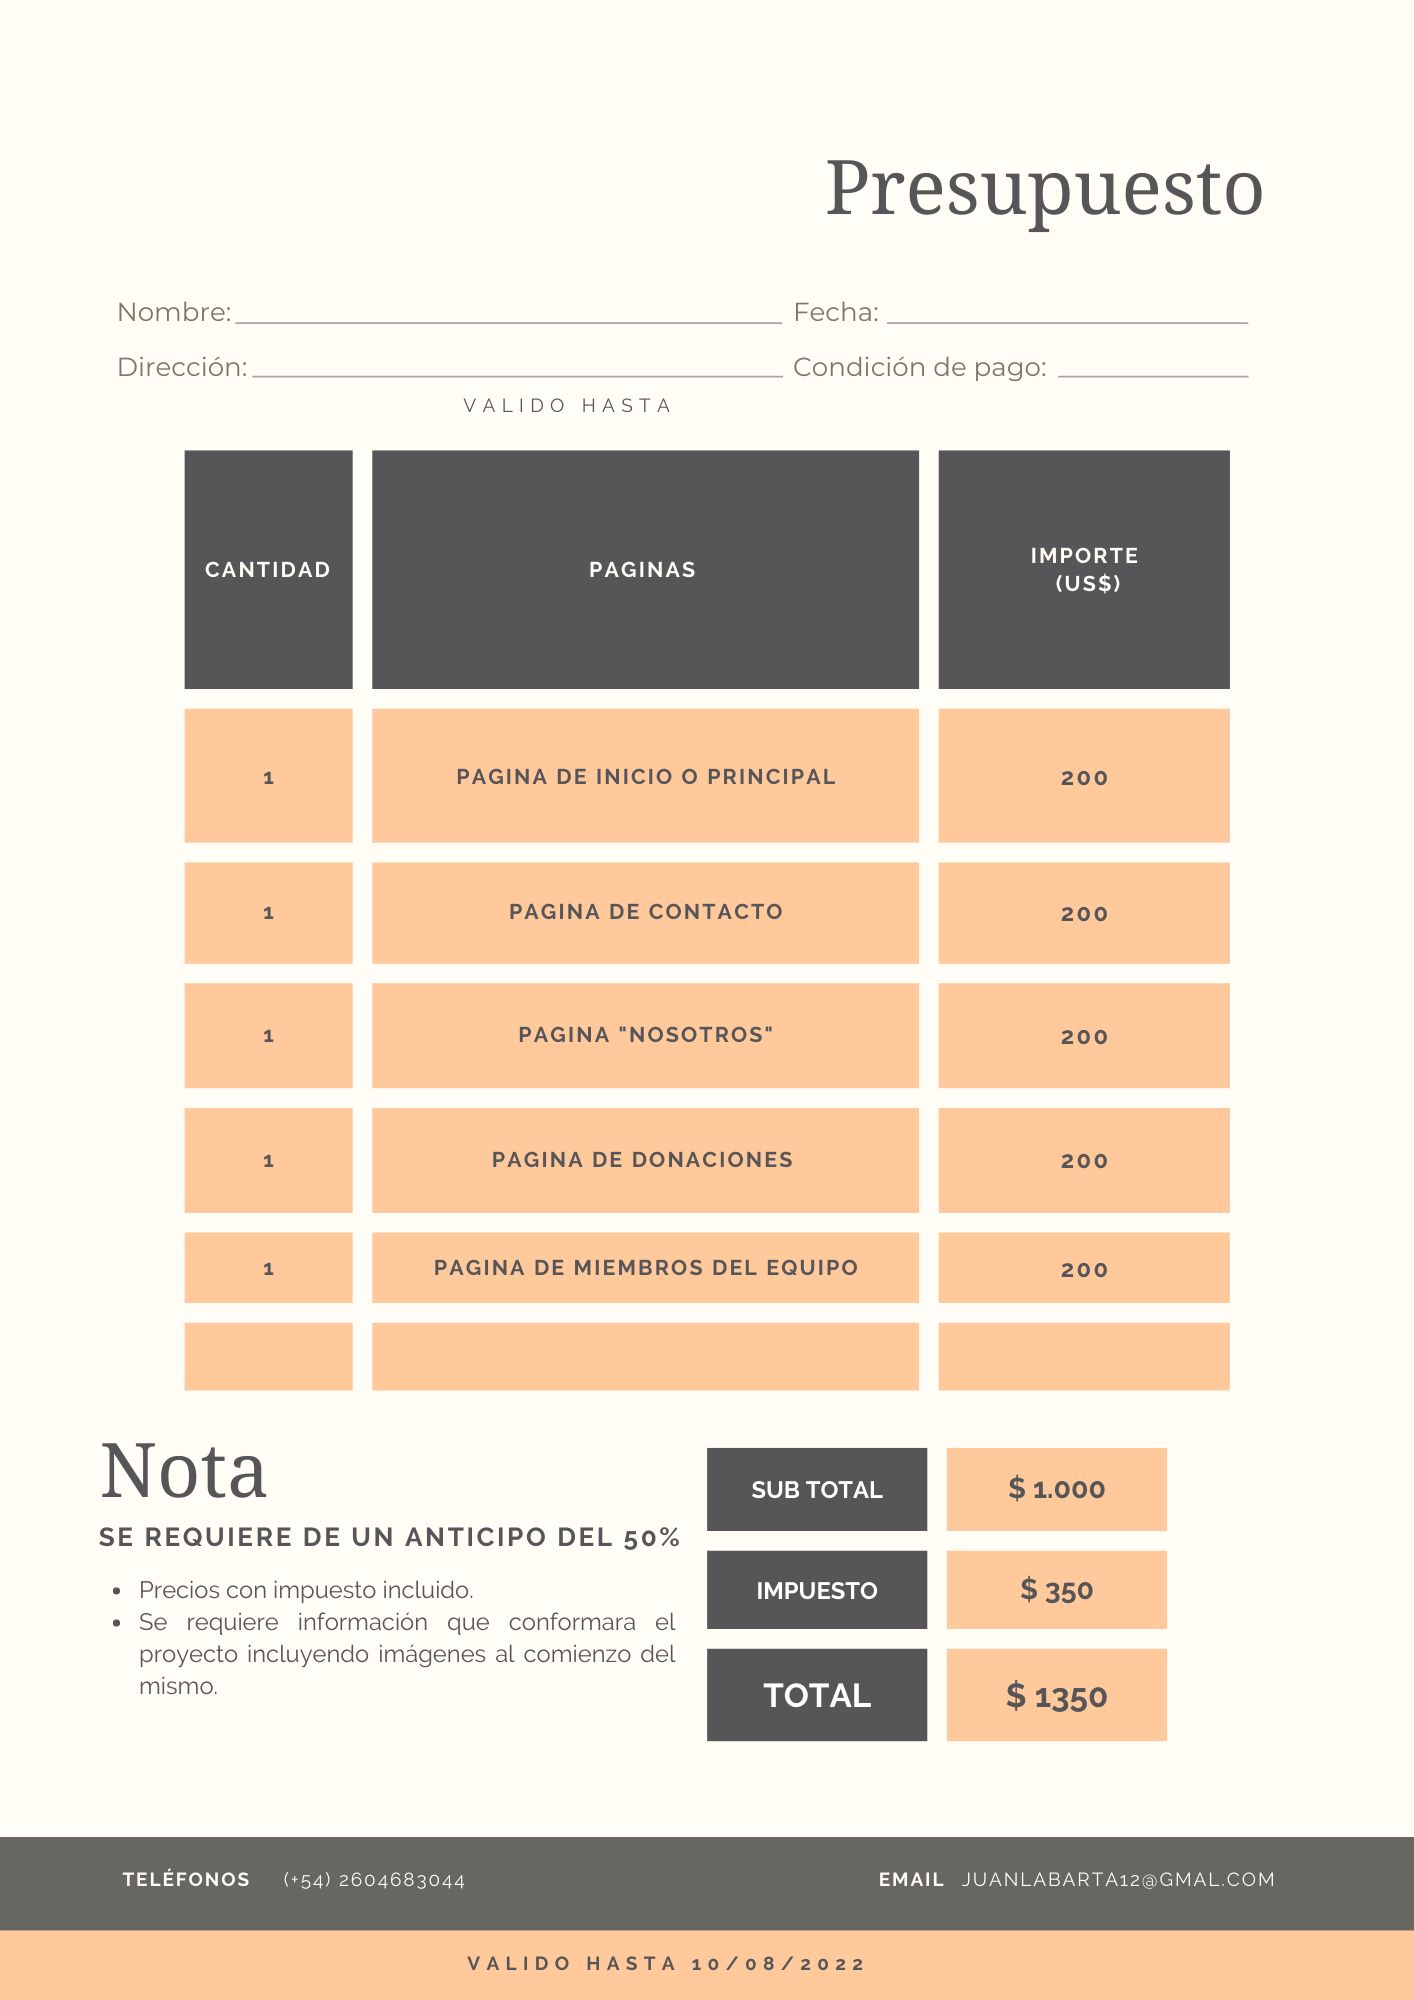 Presupuesto
Nombre: Fecha:
Dirección: Condición de pago:
VALIDO HASTA
CANTIDAD PAGINAS IMPORTE
(US$)
1 PAGINA DE INICIO O PRINCIPAL 200
1 PAGINA DE CONTACTO 200
1 PAGINA "NOSOTROS" 200
1 PAGINA DE DONACIONES 200
1 PAGINA DE MIEMBROS DEL EQUIPO 200
Nota
SE REQUIERE DE UN ANTICIPO DEL 50%
• Precios con impuesto incluido.
• Se requiere información que conformara el
proyecto incluyendo imágenes al comienzo del
mismo.
SUB TOTAL $ 1.000
IMPUESTO $ 350
TOTAL $ 1350
TELÉFONOS (+54) 2604683044 EMAIL JUANLABARTA12@GMAL.COM
VALIDO HASTA 10/08/2022